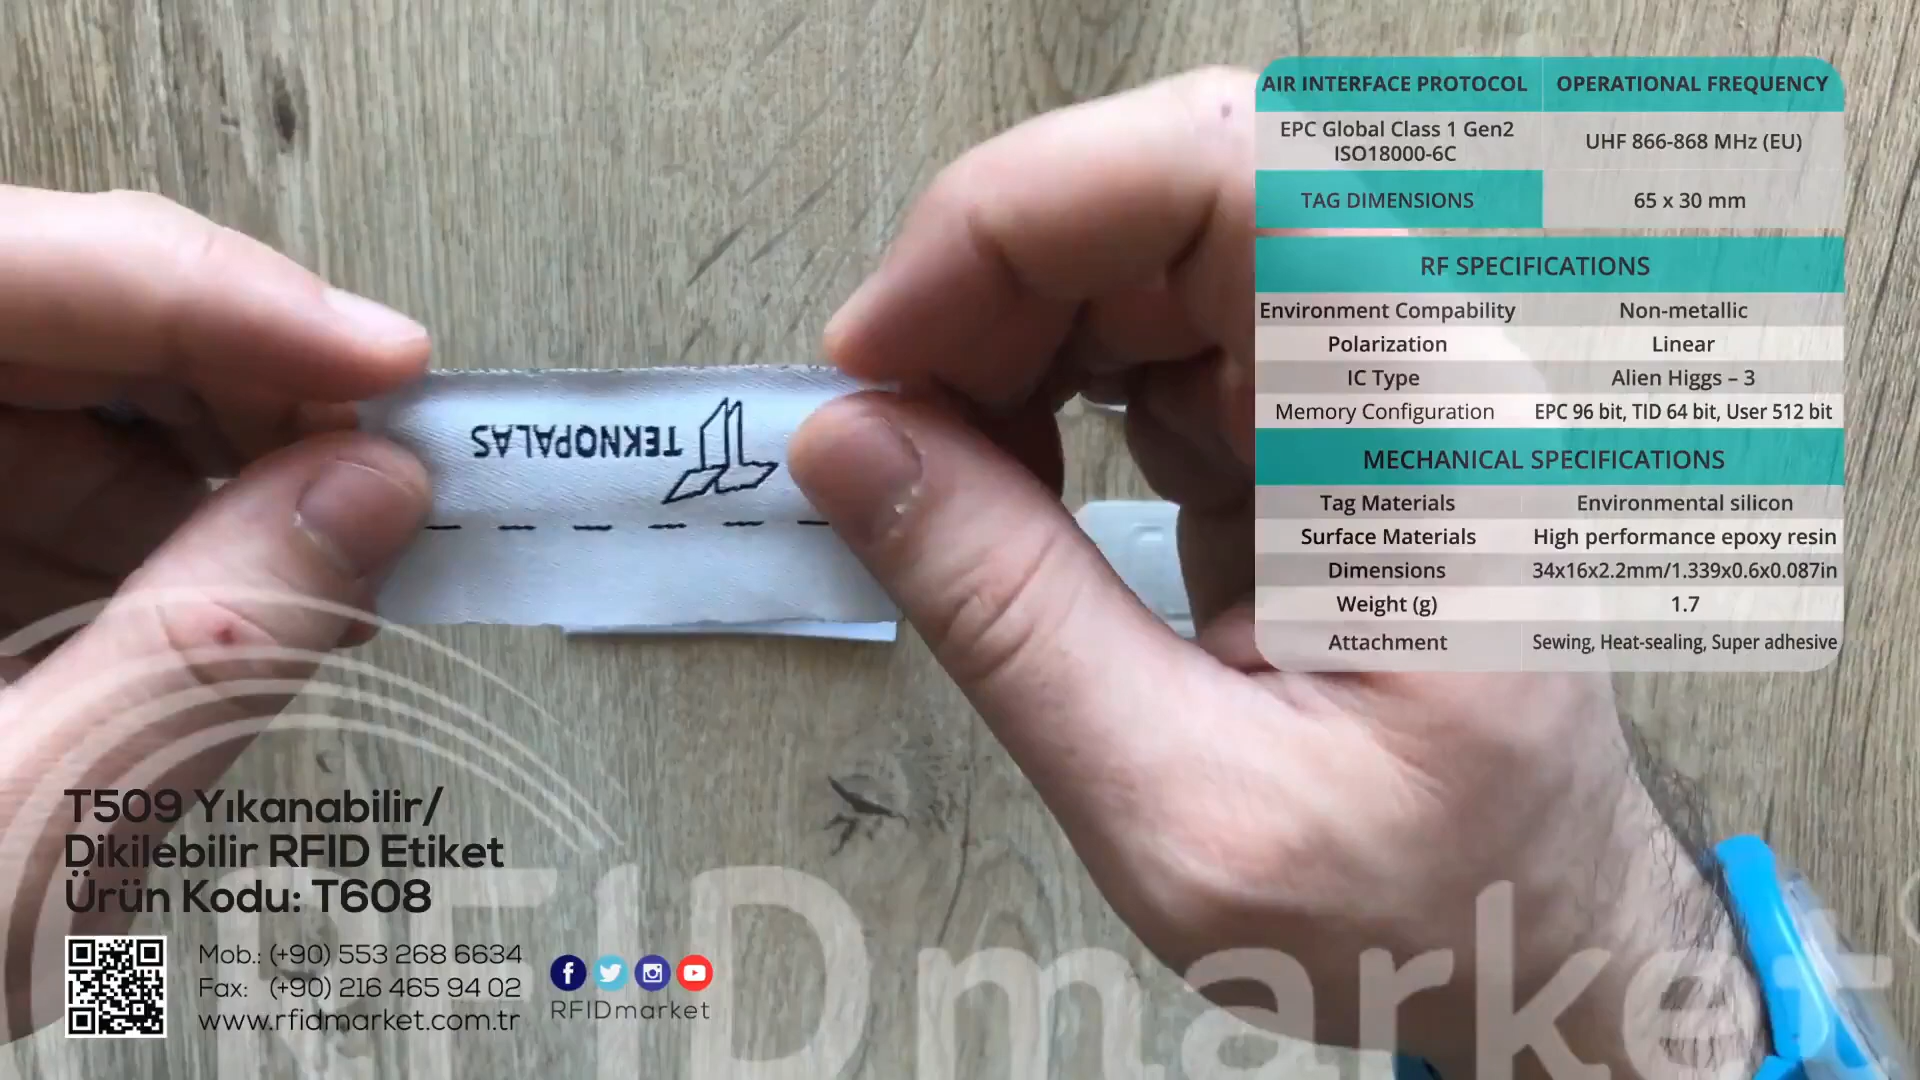 AIR INTERFACE PROTOCOL OPERATIONAL FREQUENCY
EPC Global Class 1 Gen2
ISO18000-6C
UHF 866-868 MHz (EU)
TAG DIMENSIONS 65 x 30 mm
RF SPECIFICATIONS
Environment Compability Non-metallic
Polarization Linear
IC Type Alien Higgs – 3
Memory Configuration EPC 96 bit, TID 64 bit, User 512 bit
MECHANICAL SPECIFICATIONS
Tag Materials Environmental silicon
Surface Materials High performance epoxy resin
Dimensions 34x16x2.2mm/1.339x0.6x0.087in
Weight (g) 1.7
Attachment Sewing, Heat-sealing, Super adhesive
TEKNOPALAS
T509 Yıkanabilir/
Dikilebilir RFID Etiket
Ürün Kodu: T608
Mob.: (+90) 553 268 6634
Fax: (+90) 216 465 94 02
www.rfidmarket.com.tr
RFIDmarket
RFIDmarket